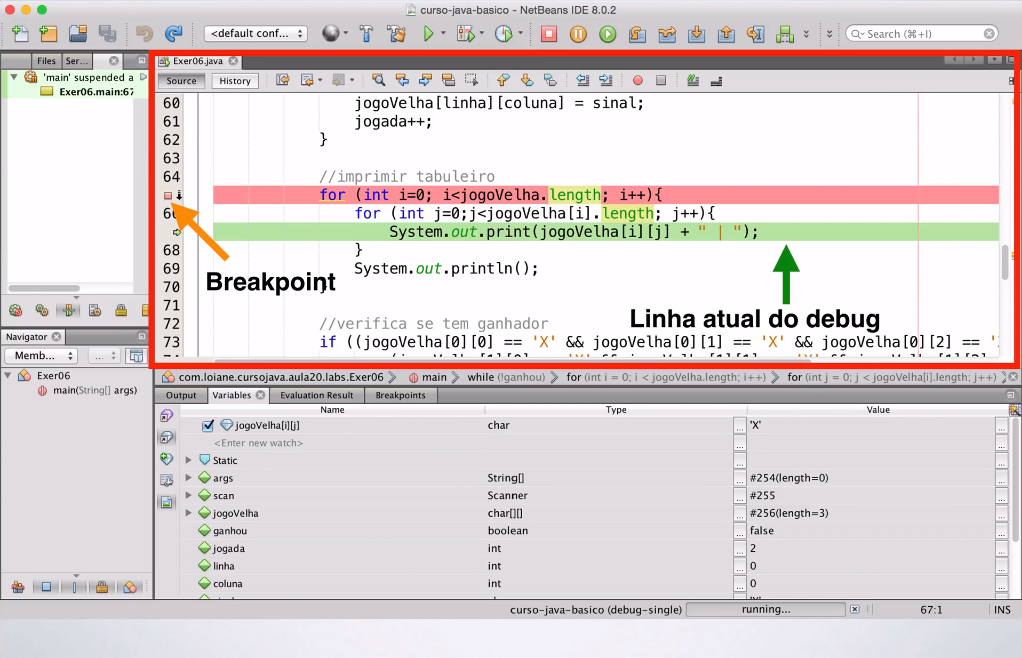 curso-java-basico - NetBeans IDE 8.0.2
<default conf...
Search (⌘+I)
Files
Ser...
Exer06.java
'main' suspended a
Exer06.main:67
Source
History
60 jogoVelha[linha][coluna] = sinal;
61 jogada++;
62 }
63
64 //imprimir tabuleiro
for (int i=0; i<jogoVelha.length; i++){
for (int j=0;j<jogoVelha[i].length; j++){
System.out.print(jogoVelha[i][j] + " | ");
68 }
69 System.out.println();
70
71
72 //verifica se tem ganhador
73 if ((jogoVelha[0][0] == 'X' && jogoVelha[0][1] == 'X' && jogoVelha[0][2] == '
Breakpoint
Linha atual do debug
Navigator
Memb...
...
Exer06
main(String[] args)
com.loiane.cursojava.aula20.labs.Exer06
main
while (!ganhou)
for (int i = 0; i < jogoVelha.length; i++)
for (int j = 0; j < jogoVelha[i].length; j++)
Output
Variables
Evaluation Result
Breakpoints
Name Type Value
jogoVelha[i][j] char ... 'X' ...
<Enter new watch> ... ...
Static ... ...
args String[] ... #254(length=0) ...
scan Scanner ... #255 ...
jogoVelha char[][] ... #256(length=3) ...
ganhou boolean ... false ...
jogada int ... 2 ...
linha int ... 0 ...
coluna int ... 0 ...
curso-java-basico (debug-single)
running...
67:1
INS